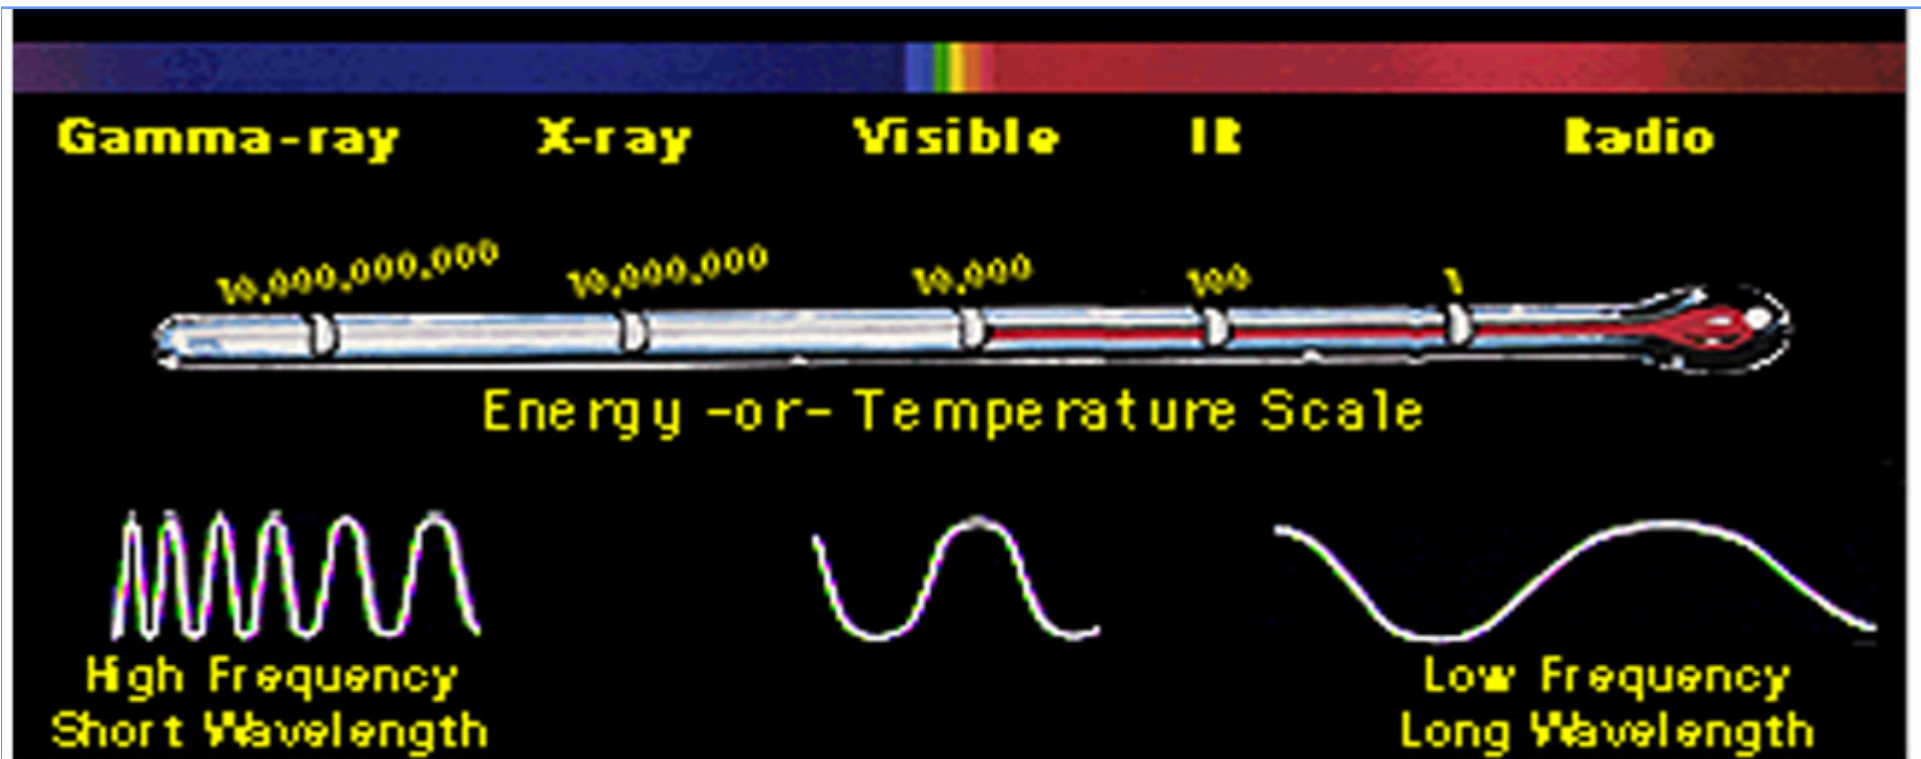 Gamma-ray X-ray Visible IR Radio
10,000,000,000 10,000,000 10,000 100 1
Energy -or- Temperature Scale
High Frequency Low Frequency
Short Wavelength Long Wavelength